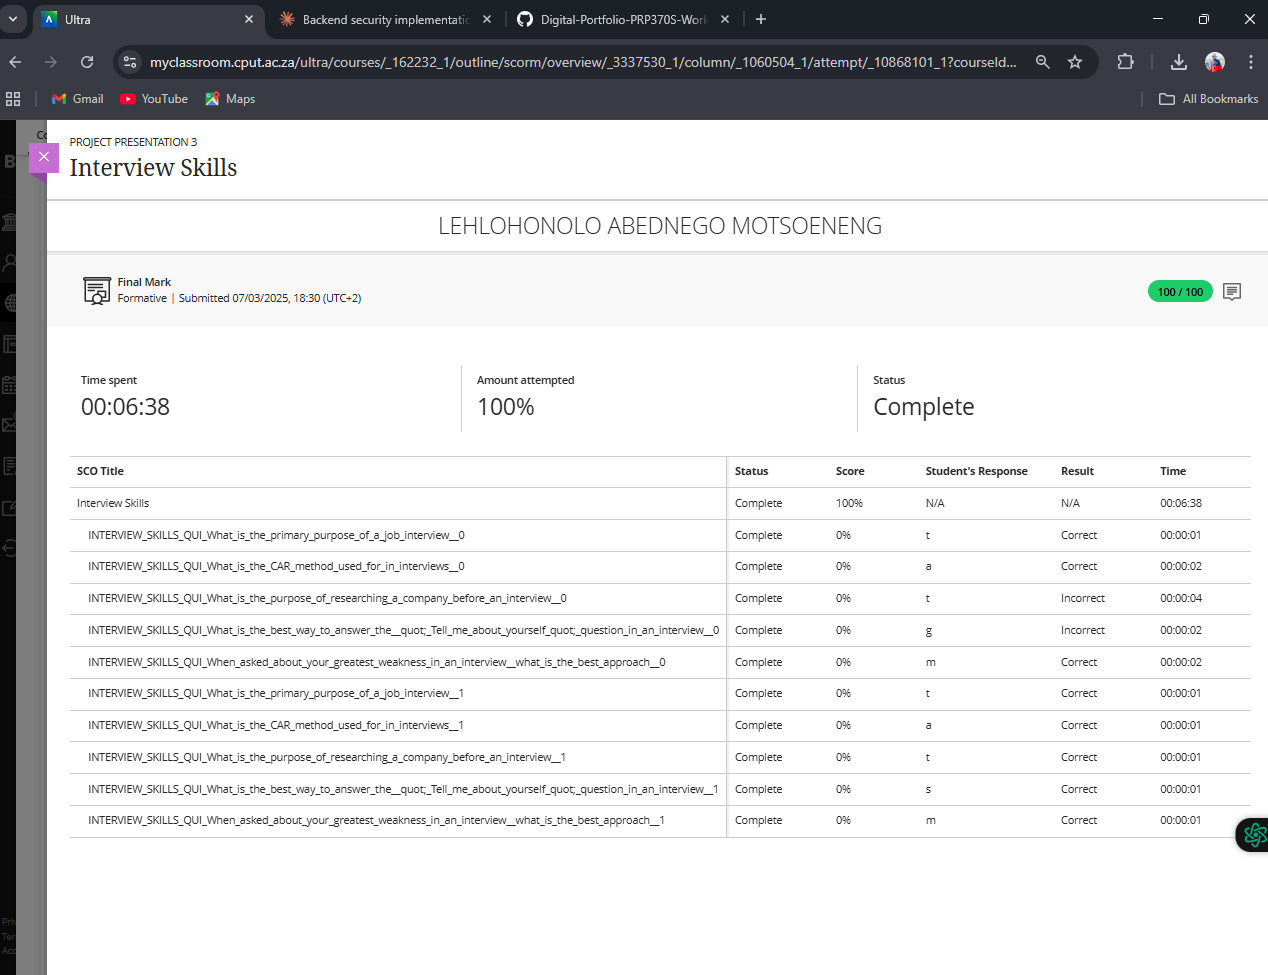 Ultra
Backend security implementatic
Digital-Portfolio-PRP370S-Work
myclassroom.cput.ac.za/ultra/courses/_162232_1/outline/scorm/overview/_3337530_1/column/_1060504_1/attempt/_10868101_1?courseId...
Gmail
YouTube
Maps
All Bookmarks
PROJECT PRESENTATION 3
Interview Skills
LEHLOHONOLO ABEDNEGO MOTSOENENG
Final Mark
Formative | Submitted 07/03/2025, 18:30 (UTC+2)
100 / 100
Time spent
00:06:38
Amount attempted
100%
Status
Complete
SCO Title Status Score Student's Response Result Time
Interview Skills Complete 100% N/A N/A 00:06:38
INTERVIEW_SKILLS_QUI_What_is_the_primary_purpose_of_a_job_interview__0 Complete 0% t Correct 00:00:01
INTERVIEW_SKILLS_QUI_What_is_the_CAR_method_used_for_in_interviews__0 Complete 0% a Correct 00:00:02
INTERVIEW_SKILLS_QUI_What_is_the_purpose_of_researching_a_company_before_an_interview__0 Complete 0% t Incorrect 00:00:04
INTERVIEW_SKILLS_QUI_What_is_the_best_way_to_answer_the__quot;_Tell_me_about_yourself_quot;_question_in_an_interview__0 Complete 0% g Incorrect 00:00:02
INTERVIEW_SKILLS_QUI_When_asked_about_your_greatest_weakness_in_an_interview__what_is_the_best_approach__0 Complete 0% m Correct 00:00:02
INTERVIEW_SKILLS_QUI_What_is_the_primary_purpose_of_a_job_interview__1 Complete 0% t Correct 00:00:01
INTERVIEW_SKILLS_QUI_What_is_the_CAR_method_used_for_in_interviews__1 Complete 0% a Correct 00:00:01
INTERVIEW_SKILLS_QUI_What_is_the_purpose_of_researching_a_company_before_an_interview__1 Complete 0% t Correct 00:00:01
INTERVIEW_SKILLS_QUI_What_is_the_best_way_to_answer_the__quot;_Tell_me_about_yourself_quot;_question_in_an_interview__1 Complete 0% s Correct 00:00:01
INTERVIEW_SKILLS_QUI_When_asked_about_your_greatest_weakness_in_an_interview__what_is_the_best_approach__1 Complete 0% m Correct 00:00:01